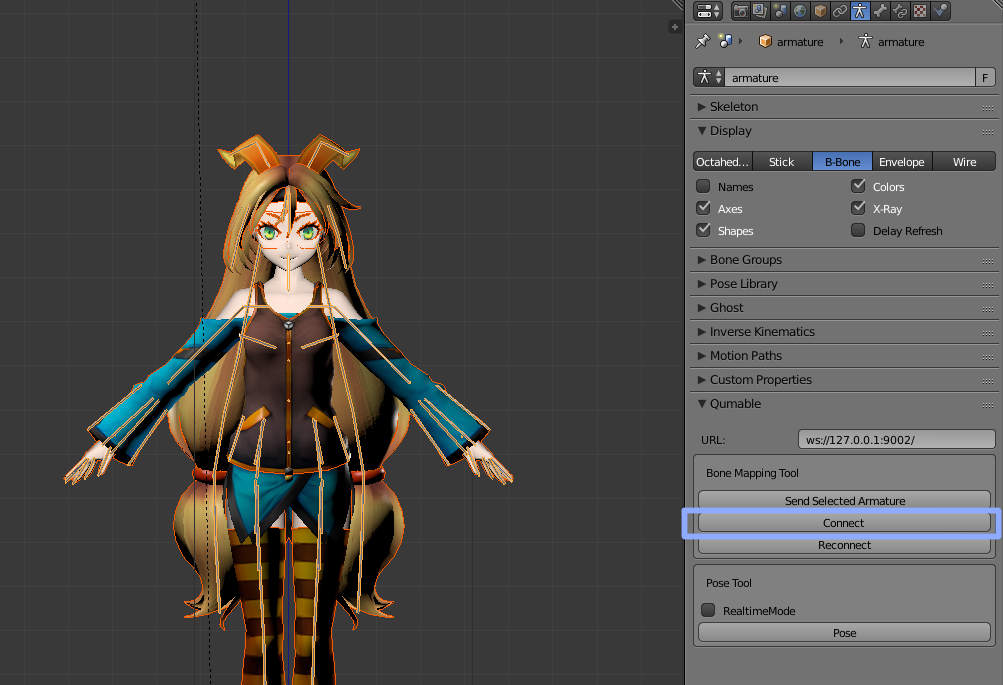 armature armature
armature F
Skeleton
Display
Octahed... Stick B-Bone Envelope Wire
Names Colors
Axes X-Ray
Shapes Delay Refresh
Bone Groups
Pose Library
Ghost
Inverse Kinematics
Motion Paths
Custom Properties
Qumable
URL: ws://127.0.0.1:9002/
Bone Mapping Tool
Send Selected Armature
Connect
Reconnect
Pose Tool
RealtimeMode
Pose